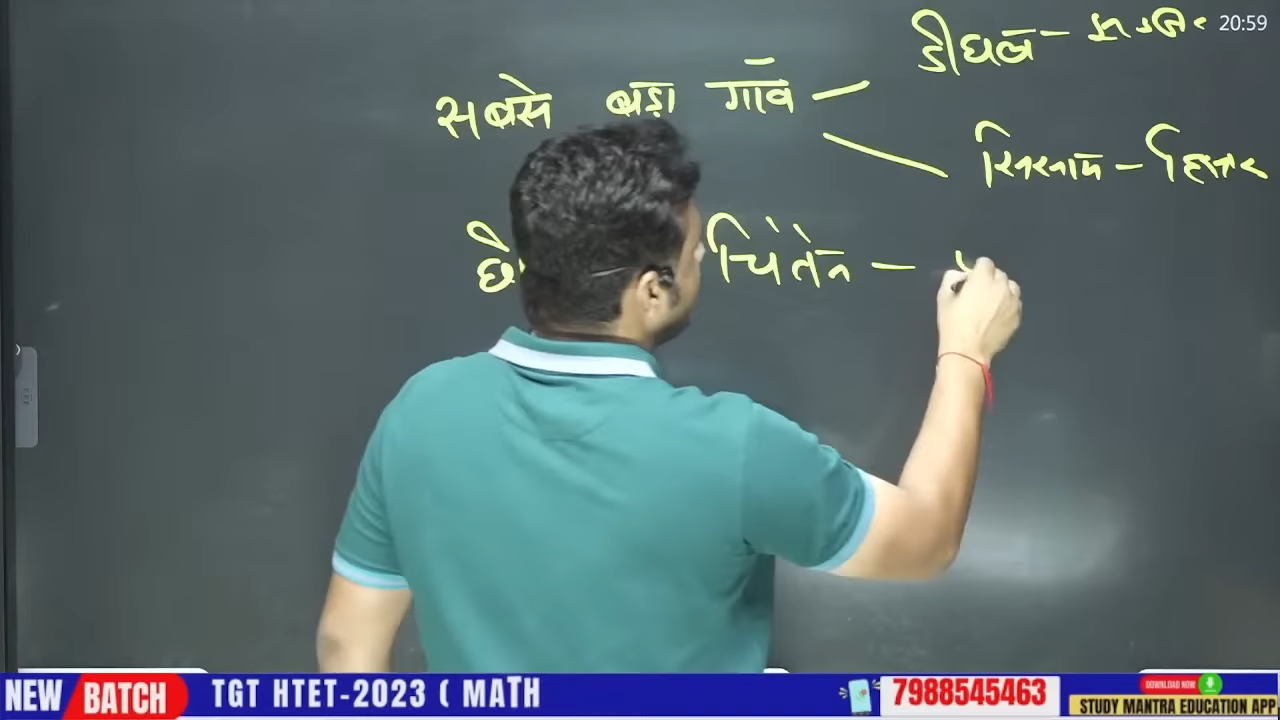 20:59
डीघल -
सबसे बड़ा गाँव -
सिसाय - हिसार
चिंतन -
NEW BATCH TGT HTET-2023 ( MATH 7988545463 DOWNLOAD NOW
STUDY MANTRA EDUCATION APP